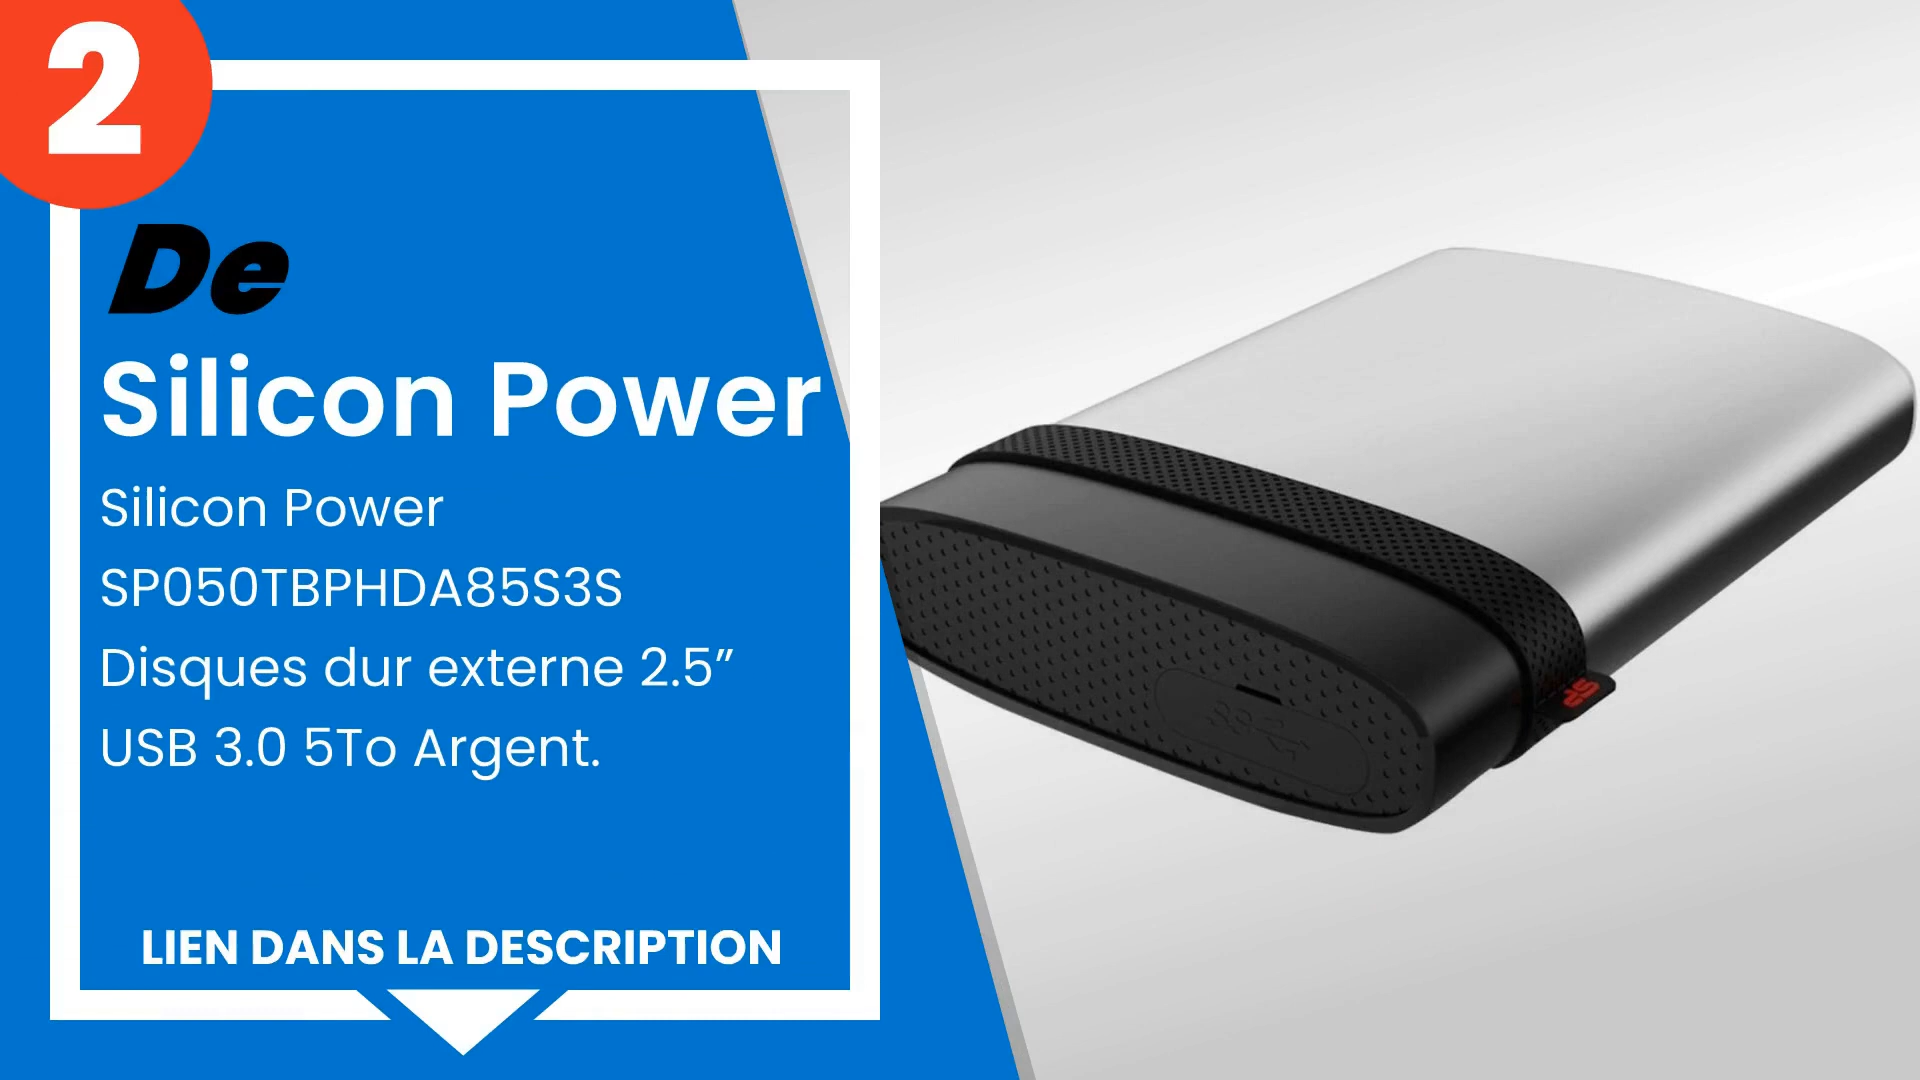 2
De
Silicon Power
Silicon Power
SP050TBPHDA85S3S
Disques dur externe 2.5”
USB 3.0 5To Argent.
LIEN DANS LA DESCRIPTION
SP